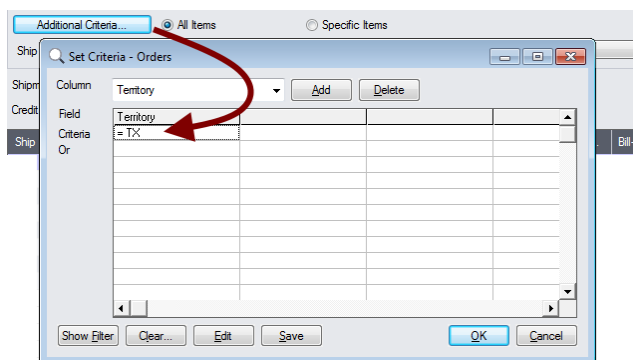 Additional Criteria... All Items Specific Items
Ship
Set Criteria - Orders
Shipm
Column Territory Add Delete
Credit
Field Territory
Criteria = TX
Ship Bill-
Or
Show Filter Clear... Edit Save OK Cancel